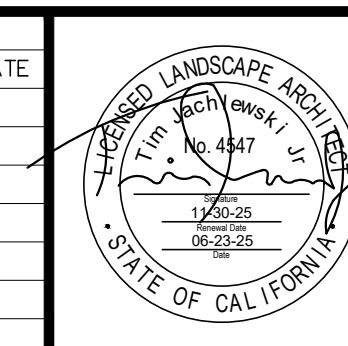 ATE
LICENSED LANDSCAPE ARCHITECT
Tim Jachlewski Jr
No. 4547
Signature
11-30-25
Renewal Date
06-23-25
Date
STATE OF CALIFORNIA